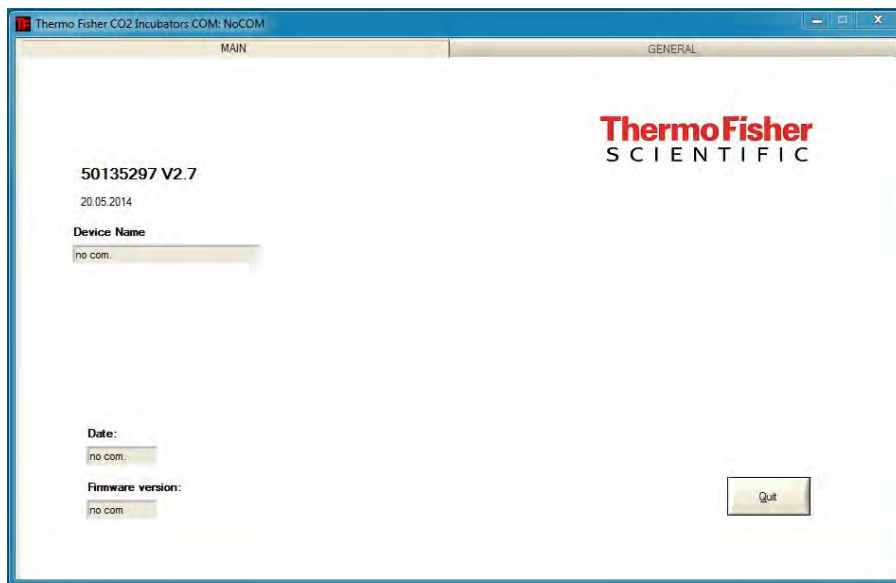 Thermo Fisher CO2 Incubators COM: NoCOM
MAIN GENERAL
ThermoFisher
SCIENTIFIC
50135297 V2.7
20.05.2014
Device Name
no com.
Date:
no com.
Firmware version:
no com
Quit